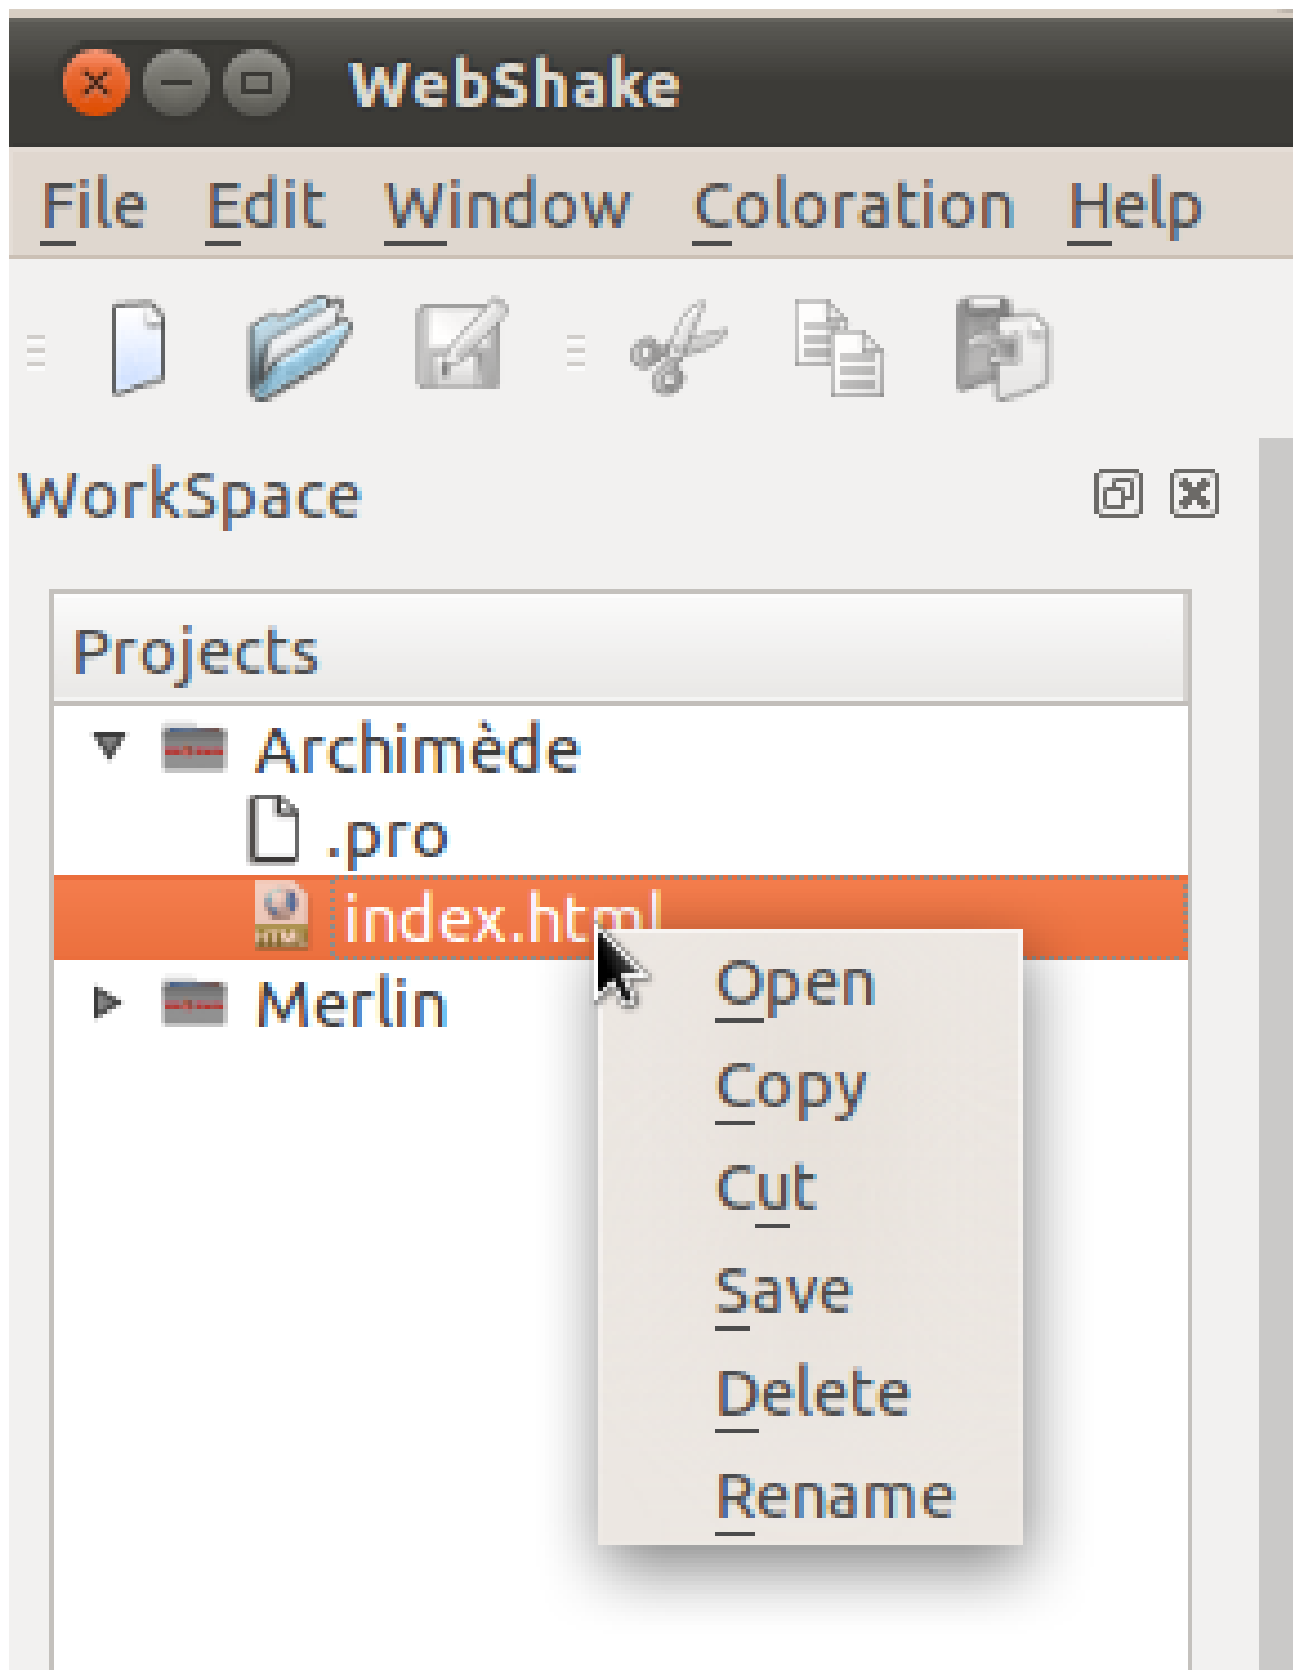 WebShake
File Edit Window Coloration Help
WorkSpace
Projects
Archimède
.pro
index.html
Merlin
Open
Copy
Cut
Save
Delete
Rename